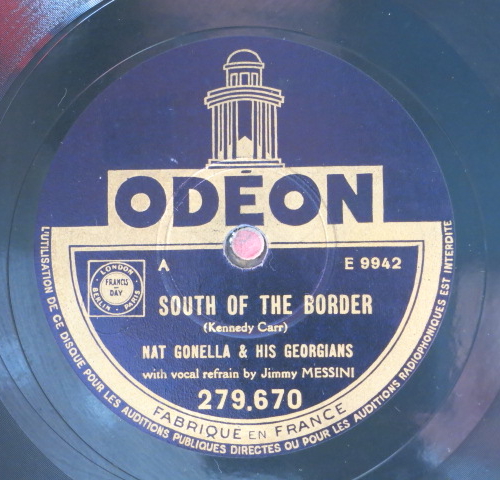 ODEON
A
E 9942
LONDON
FRANCIS
DAY
BERLIN - PARIS
SOUTH OF THE BORDER
(Kennedy Carr)
NAT GONELLA & HIS GEORGIANS
with vocal refrain by Jimmy MESSINI
279.670
FABRIQUE EN FRANCE
L'UTILISATION DE CE DISQUE POUR LES AUDITIONS PUBLIQUES DIRECTES OU POUR LES AUDITIONS RADIOPHONIQUES EST INTERDITE